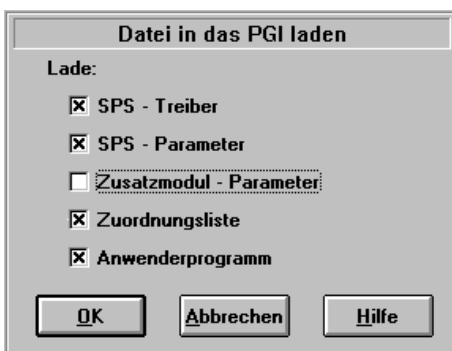 Datei in das PGI laden
Lade:
SPS - Treiber
SPS - Parameter
Zusatzmodul - Parameter
Zuordnungsliste
Anwenderprogramm
OK Abbrechen Hilfe